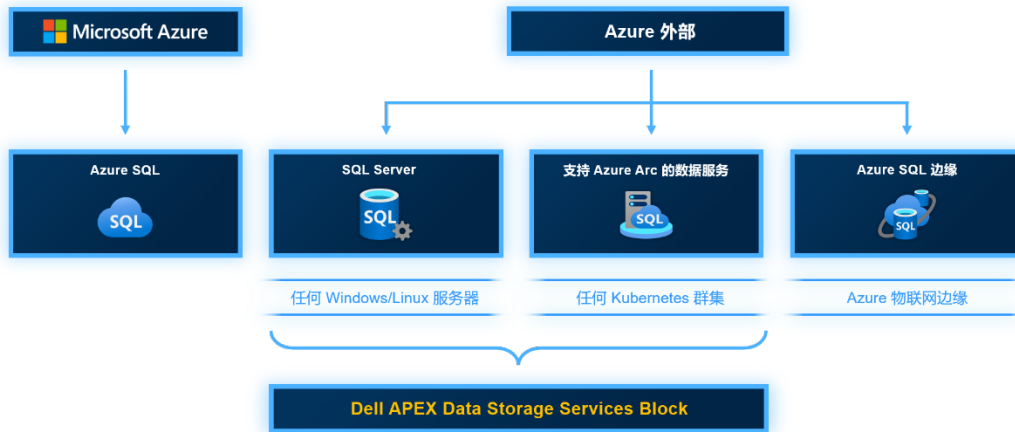 Microsoft Azure
Azure 外部
Azure SQL
SQL
SQL Server
SQL
支持 Azure Arc 的数据服务
SQL
Azure SQL 边缘
SQL
任何 Windows/Linux 服务器
任何 Kubernetes 群集
Azure 物联网边缘
Dell APEX Data Storage Services Block